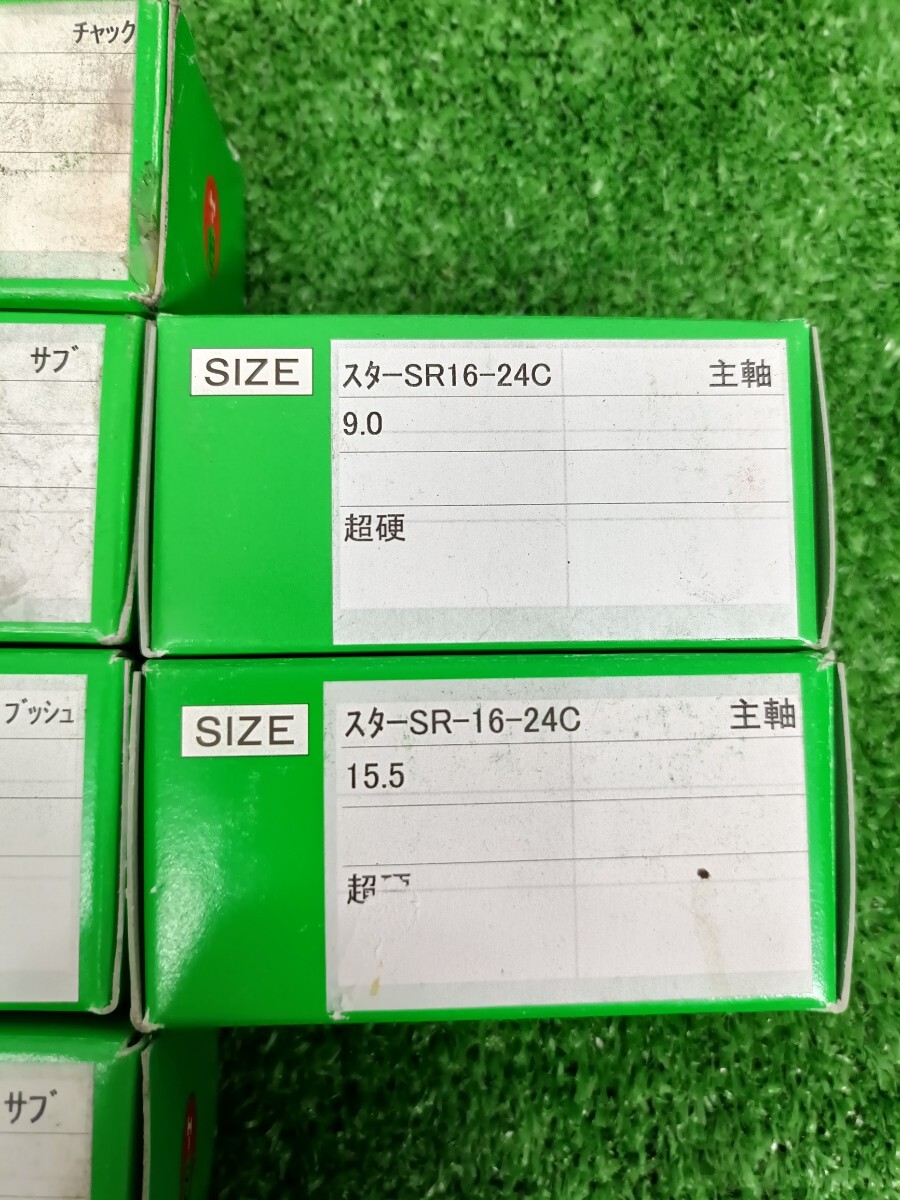 チャック
サブ
SIZE
スターSR16-24C 主軸
9.0
超硬
ブッシュ
SIZE
スターSR-16-24C 主軸
15.5
超
サブ